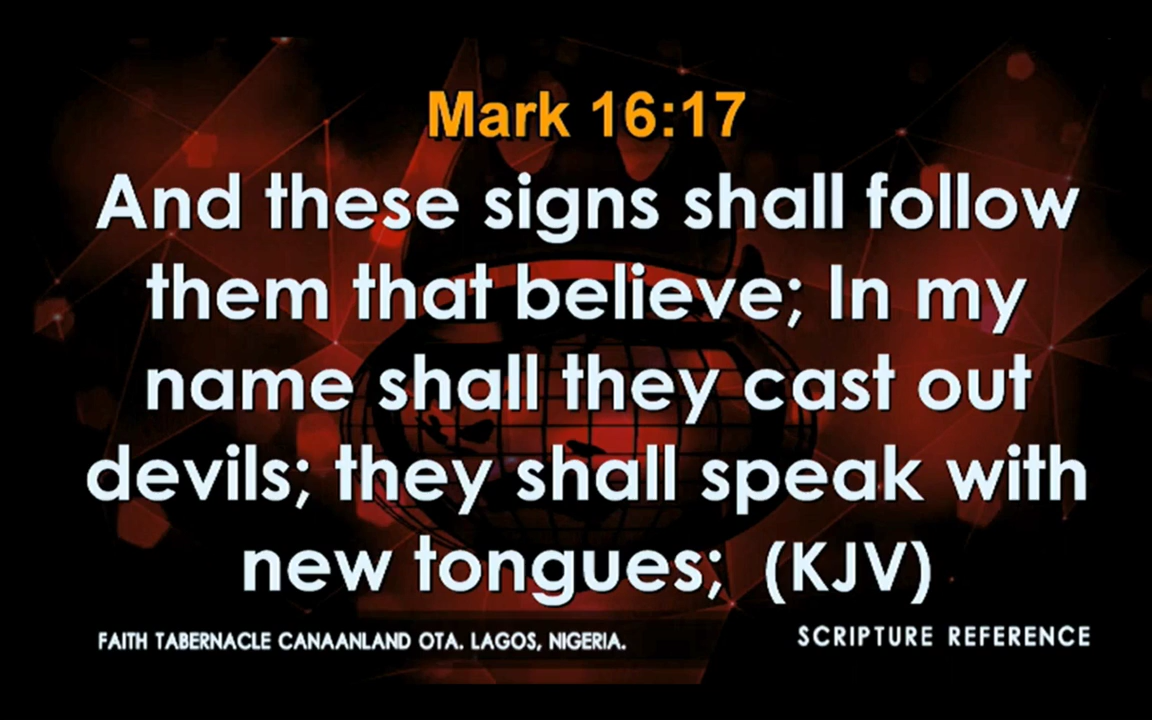 Mark 16:17
And these signs shall follow
them that believe; In my
name shall they cast out
devils; they shall speak with
new tongues; (KJV)
FAITH TABERNACLE CANAANLAND OTA. LAGOS, NIGERIA.
SCRIPTURE REFERENCE